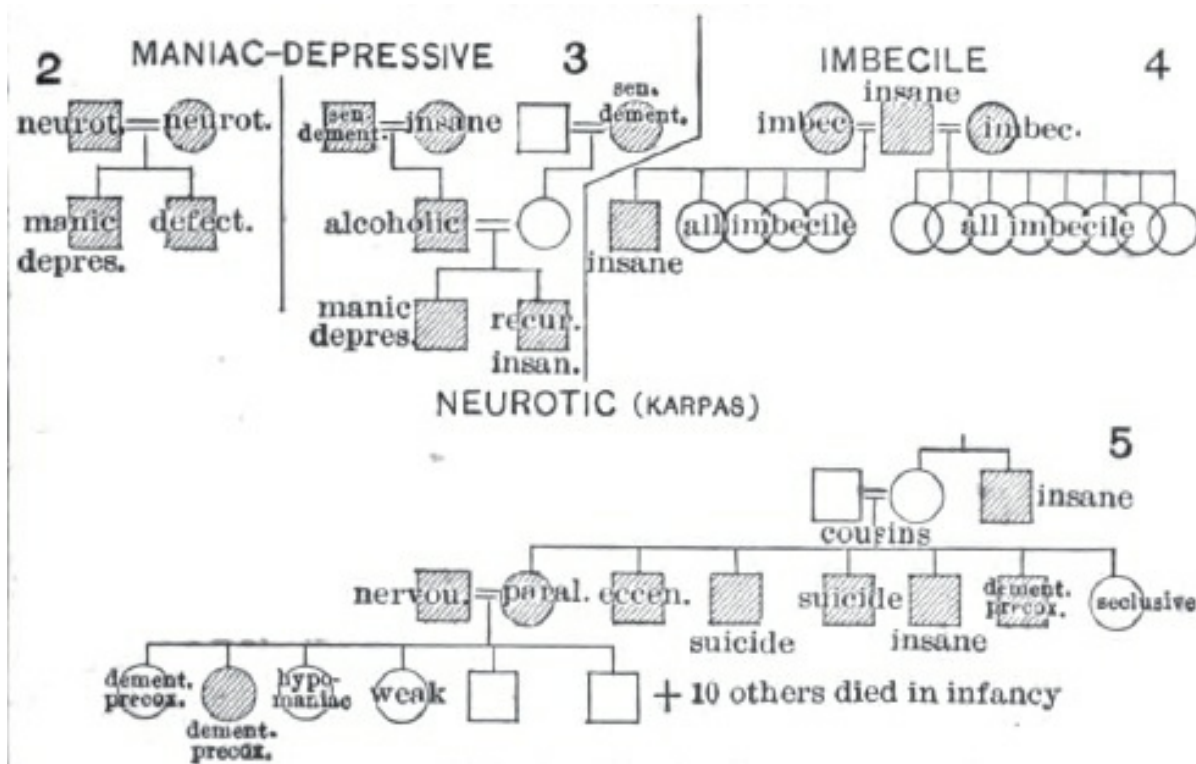 2 MANIAC-DEPRESSIVE 3 IMBECILE 4
neurot. neurot.
manic depres. defect.
sen. dement. insane
sen. dement.
alcoholic
manic depres. recur. insan.
imbec. insane imbec.
insane all imbecile all imbecile
NEUROTIC (KARPAS)
5
insane
cousins
nervou. paral. eccen. suicide suicide insane dement. precox. seclusive
dement. precox. dement. precox. hypo-maniac weak + 10 others died in infancy